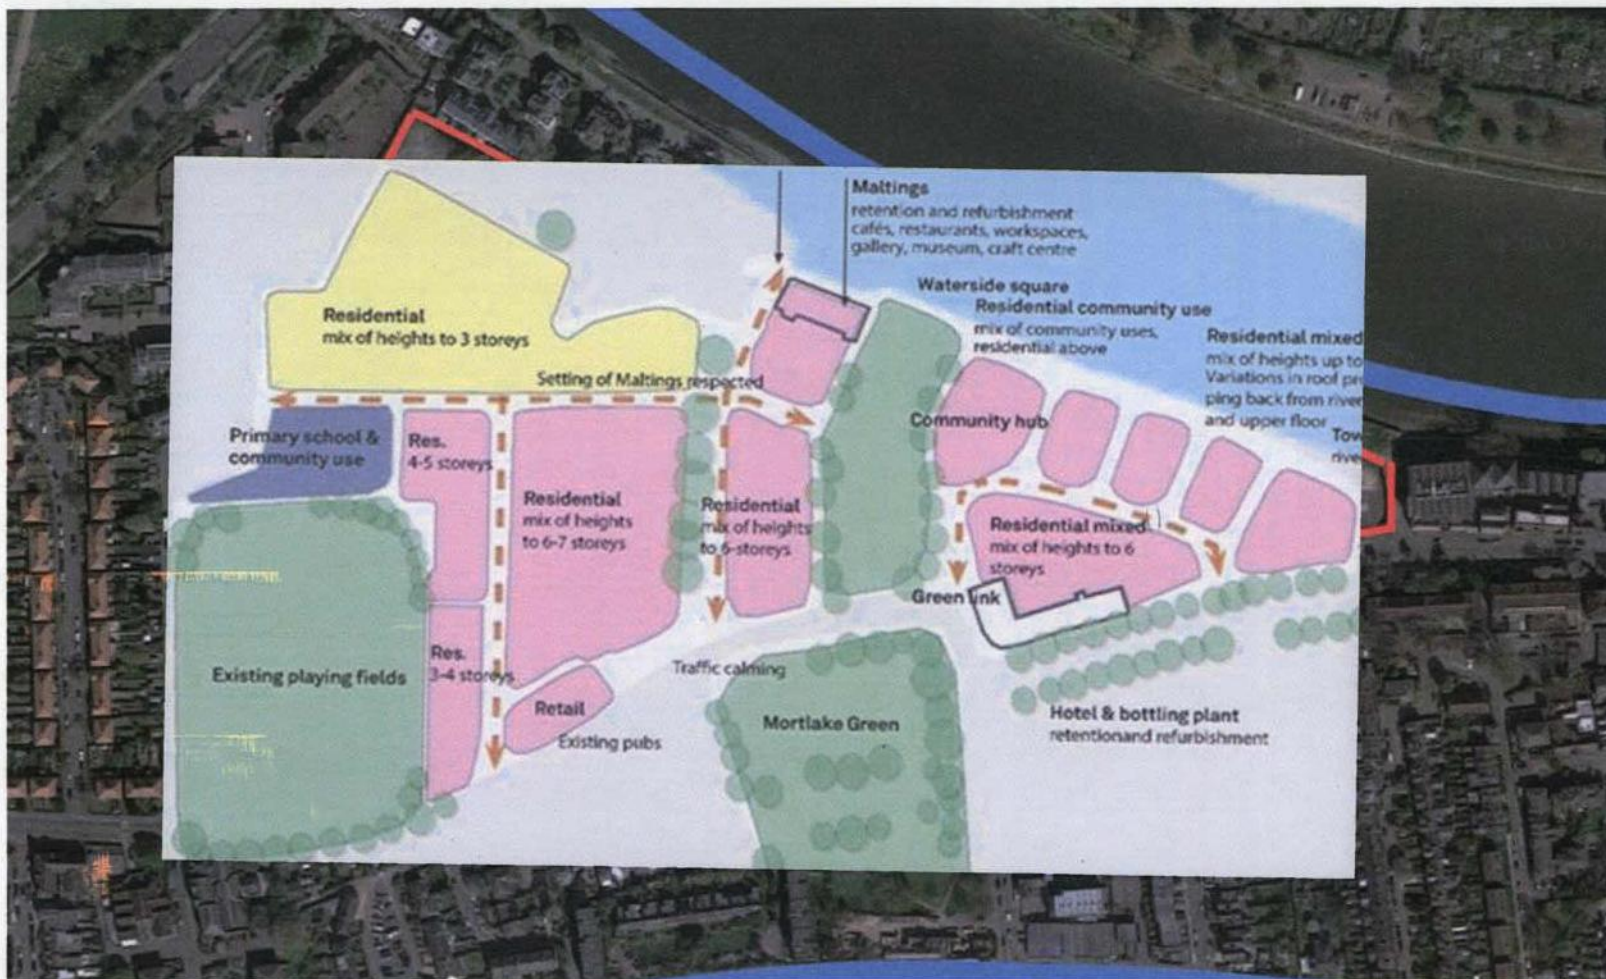 Maltings
retention and refurbishment
cafés, restaurants, workspaces,
gallery, museum, craft centre
Waterside square
Residential community use
mix of community uses,
residential above
Residential mixed
mix of heights up to
Variations in roof
ping back from river
and upper floor
Residential
mix of heights to 3 storeys
Setting of Maltings respected
Primary school &
community use
Res.
4-5 storeys
Community hub
Residential
mix of heights
to 6-7 storeys
Residential
mix of heights
to 6-storeys
Residential mixed
mix of heights to 6
storeys
Green link
Existing playing fields
Res.
3-4 storeys
Traffic calming
Retail
Existing pubs
Mortlake Green
Hotel & bottling plant
retentionand refurbishment